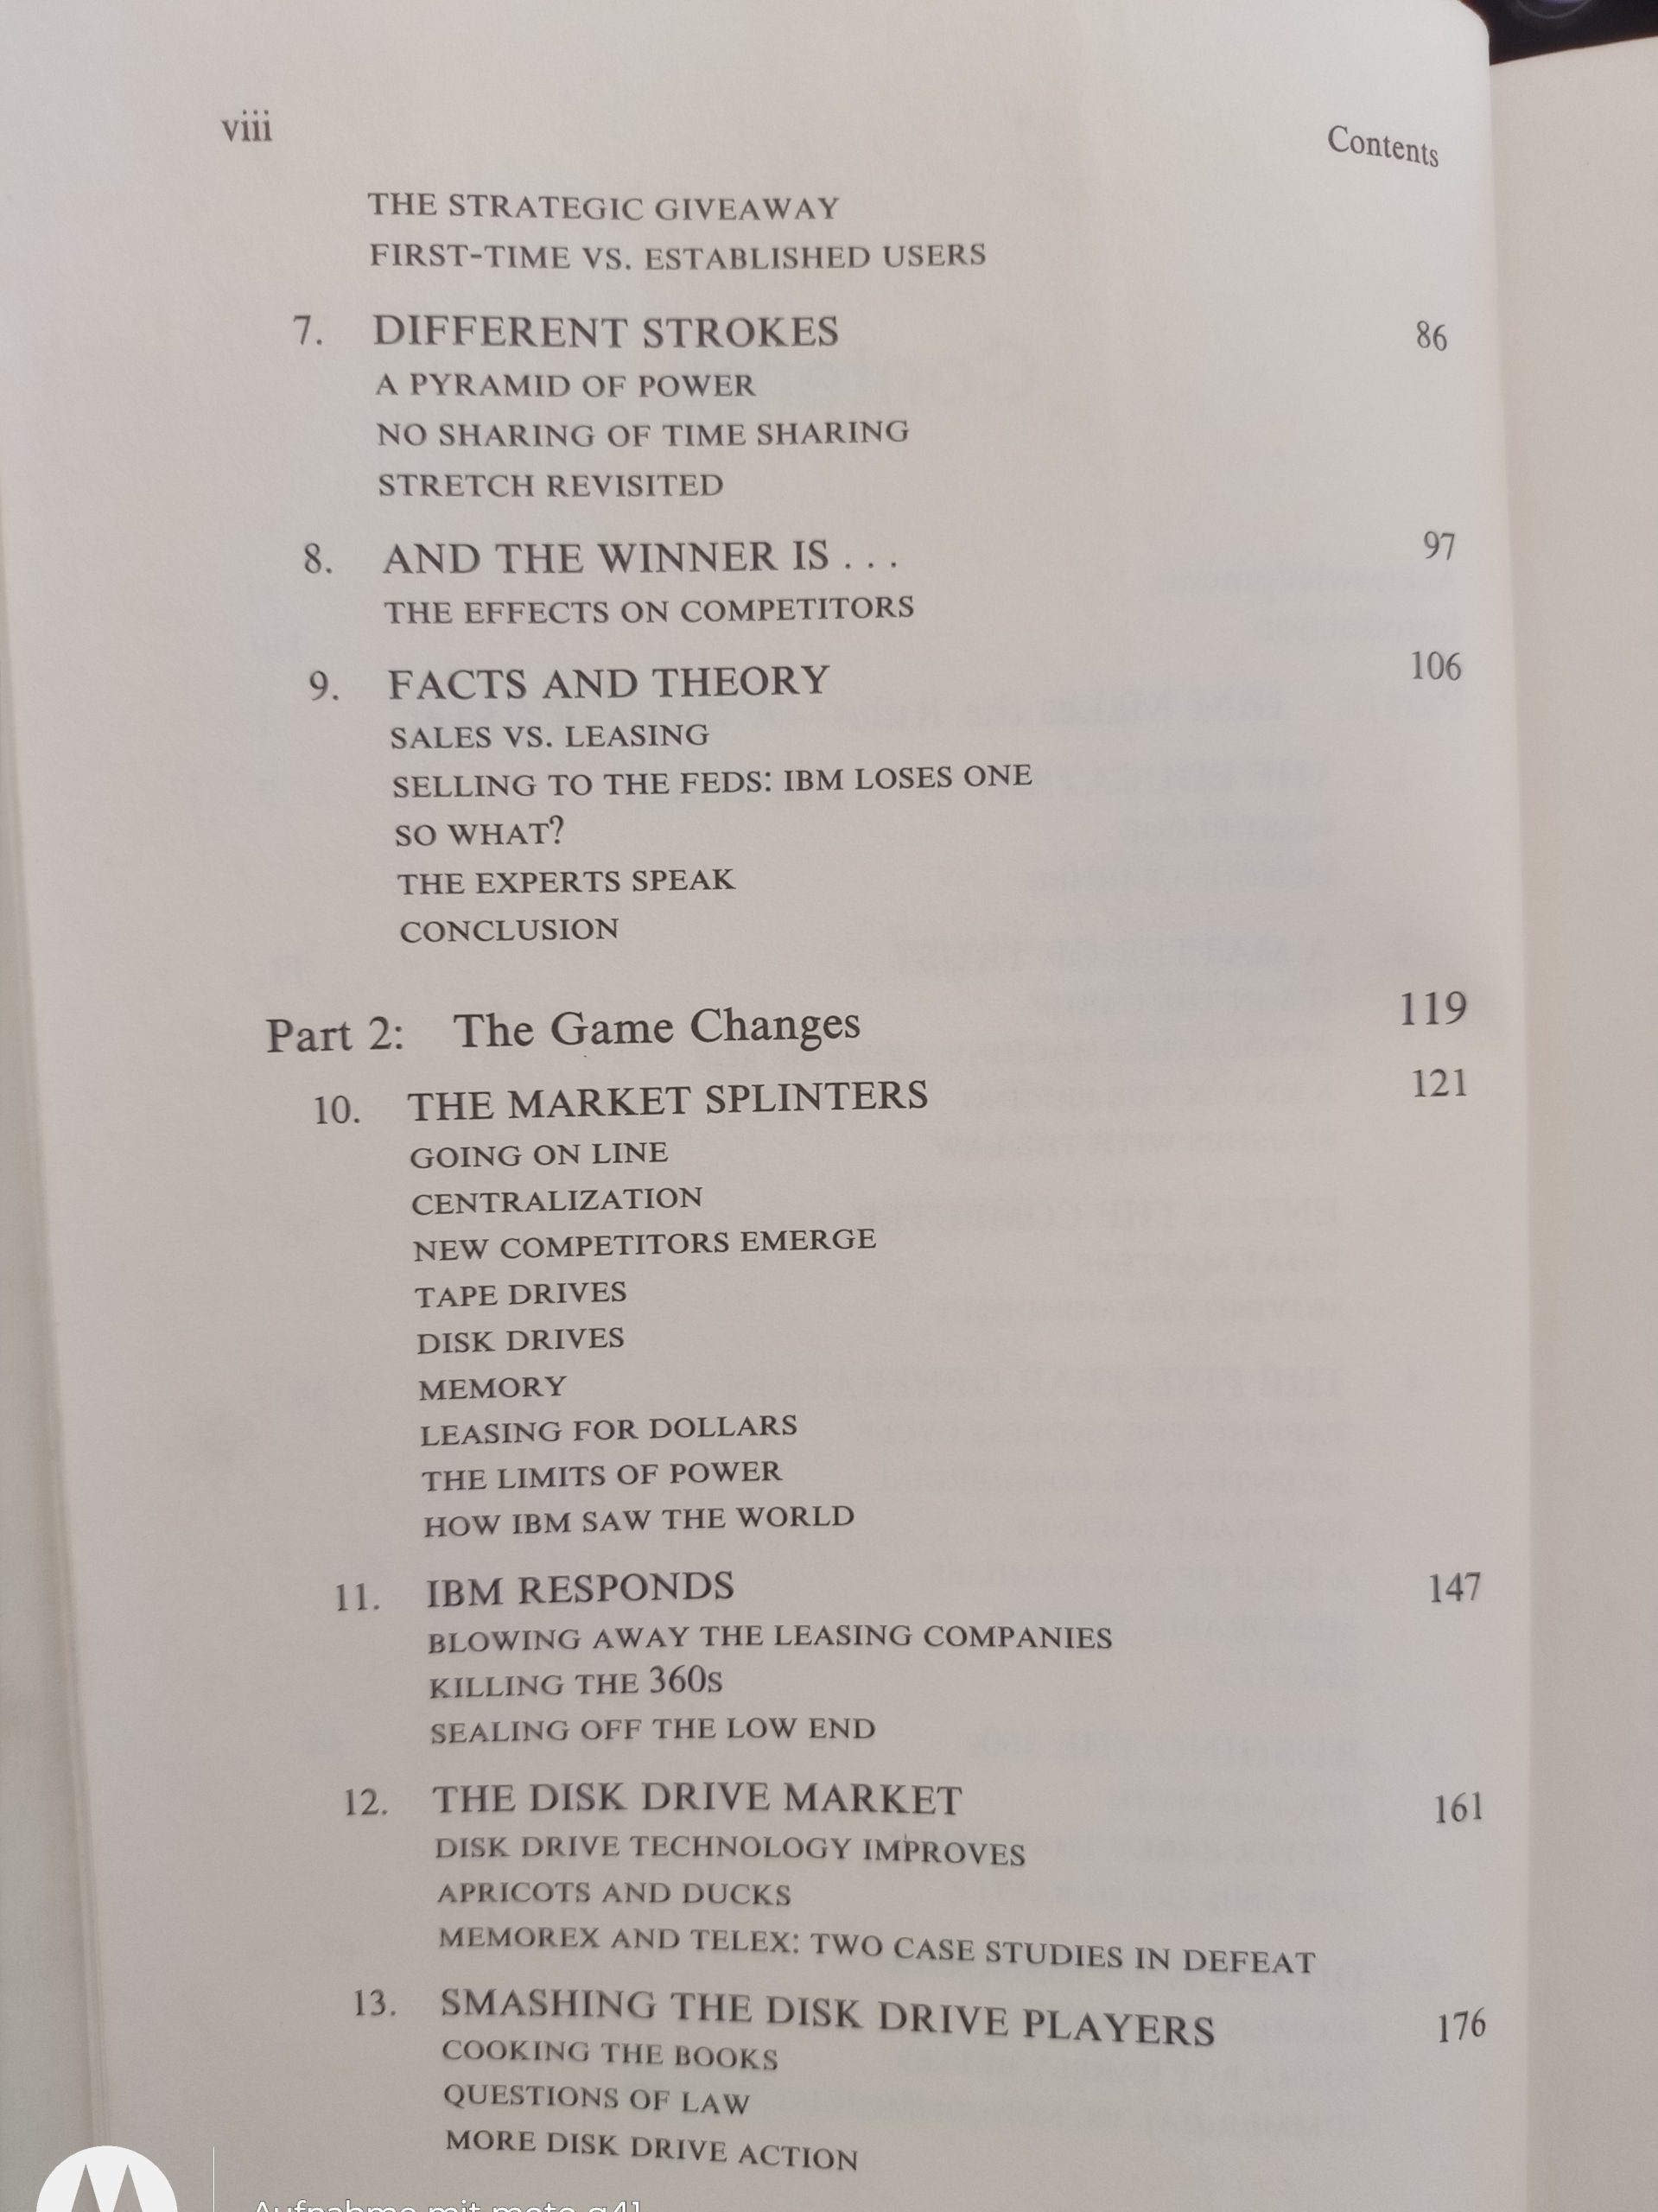 viii Contents
THE STRATEGIC GIVEAWAY
FIRST-TIME VS. ESTABLISHED USERS
7. DIFFERENT STROKES 86
A PYRAMID OF POWER
NO SHARING OF TIME SHARING
STRETCH REVISITED
8. AND THE WINNER IS . . . 97
THE EFFECTS ON COMPETITORS
9. FACTS AND THEORY 106
SALES VS. LEASING
SELLING TO THE FEDS: IBM LOSES ONE
SO WHAT?
THE EXPERTS SPEAK
CONCLUSION
Part 2: The Game Changes 119
10. THE MARKET SPLINTERS 121
GOING ON LINE
CENTRALIZATION
NEW COMPETITORS EMERGE
TAPE DRIVES
DISK DRIVES
MEMORY
LEASING FOR DOLLARS
THE LIMITS OF POWER
HOW IBM SAW THE WORLD
11. IBM RESPONDS 147
BLOWING AWAY THE LEASING COMPANIES
KILLING THE 360s
SEALING OFF THE LOW END
12. THE DISK DRIVE MARKET 161
DISK DRIVE TECHNOLOGY IMPROVES
APRICOTS AND DUCKS
MEMOREX AND TELEX: TWO CASE STUDIES IN DEFEAT
13. SMASHING THE DISK DRIVE PLAYERS 176
COOKING THE BOOKS
QUESTIONS OF LAW
MORE DISK DRIVE ACTION
Aufnahme mit moto